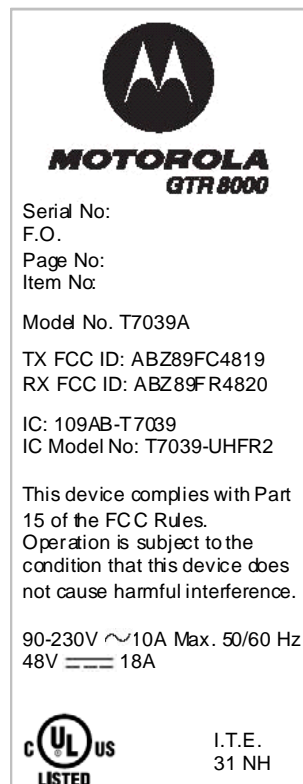 MOTOROLA
GTR 8000
Serial No:
F.O.
Page No:
Item No:
Model No. T7039A
TX FCC ID: ABZ89FC4819
RX FCC ID: ABZ89FR4820
IC: 109AB-T7039
IC Model No: T7039-UHFR2
This device complies with Part
15 of the FCC Rules.
Operation is subject to the
condition that this device does
not cause harmful interference.
90-230V ～10A Max. 50/60 Hz
48V ⎓ 18A
C UL US
LISTED
I.T.E.
31 NH